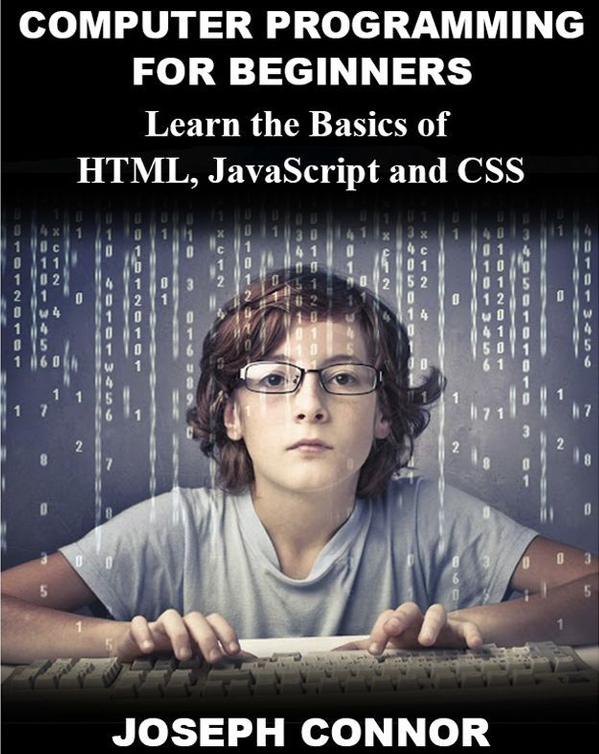 COMPUTER PROGRAMMING
FOR BEGINNERS
Learn the Basics of
HTML, JavaScript and CSS
JOSEPH CONNOR